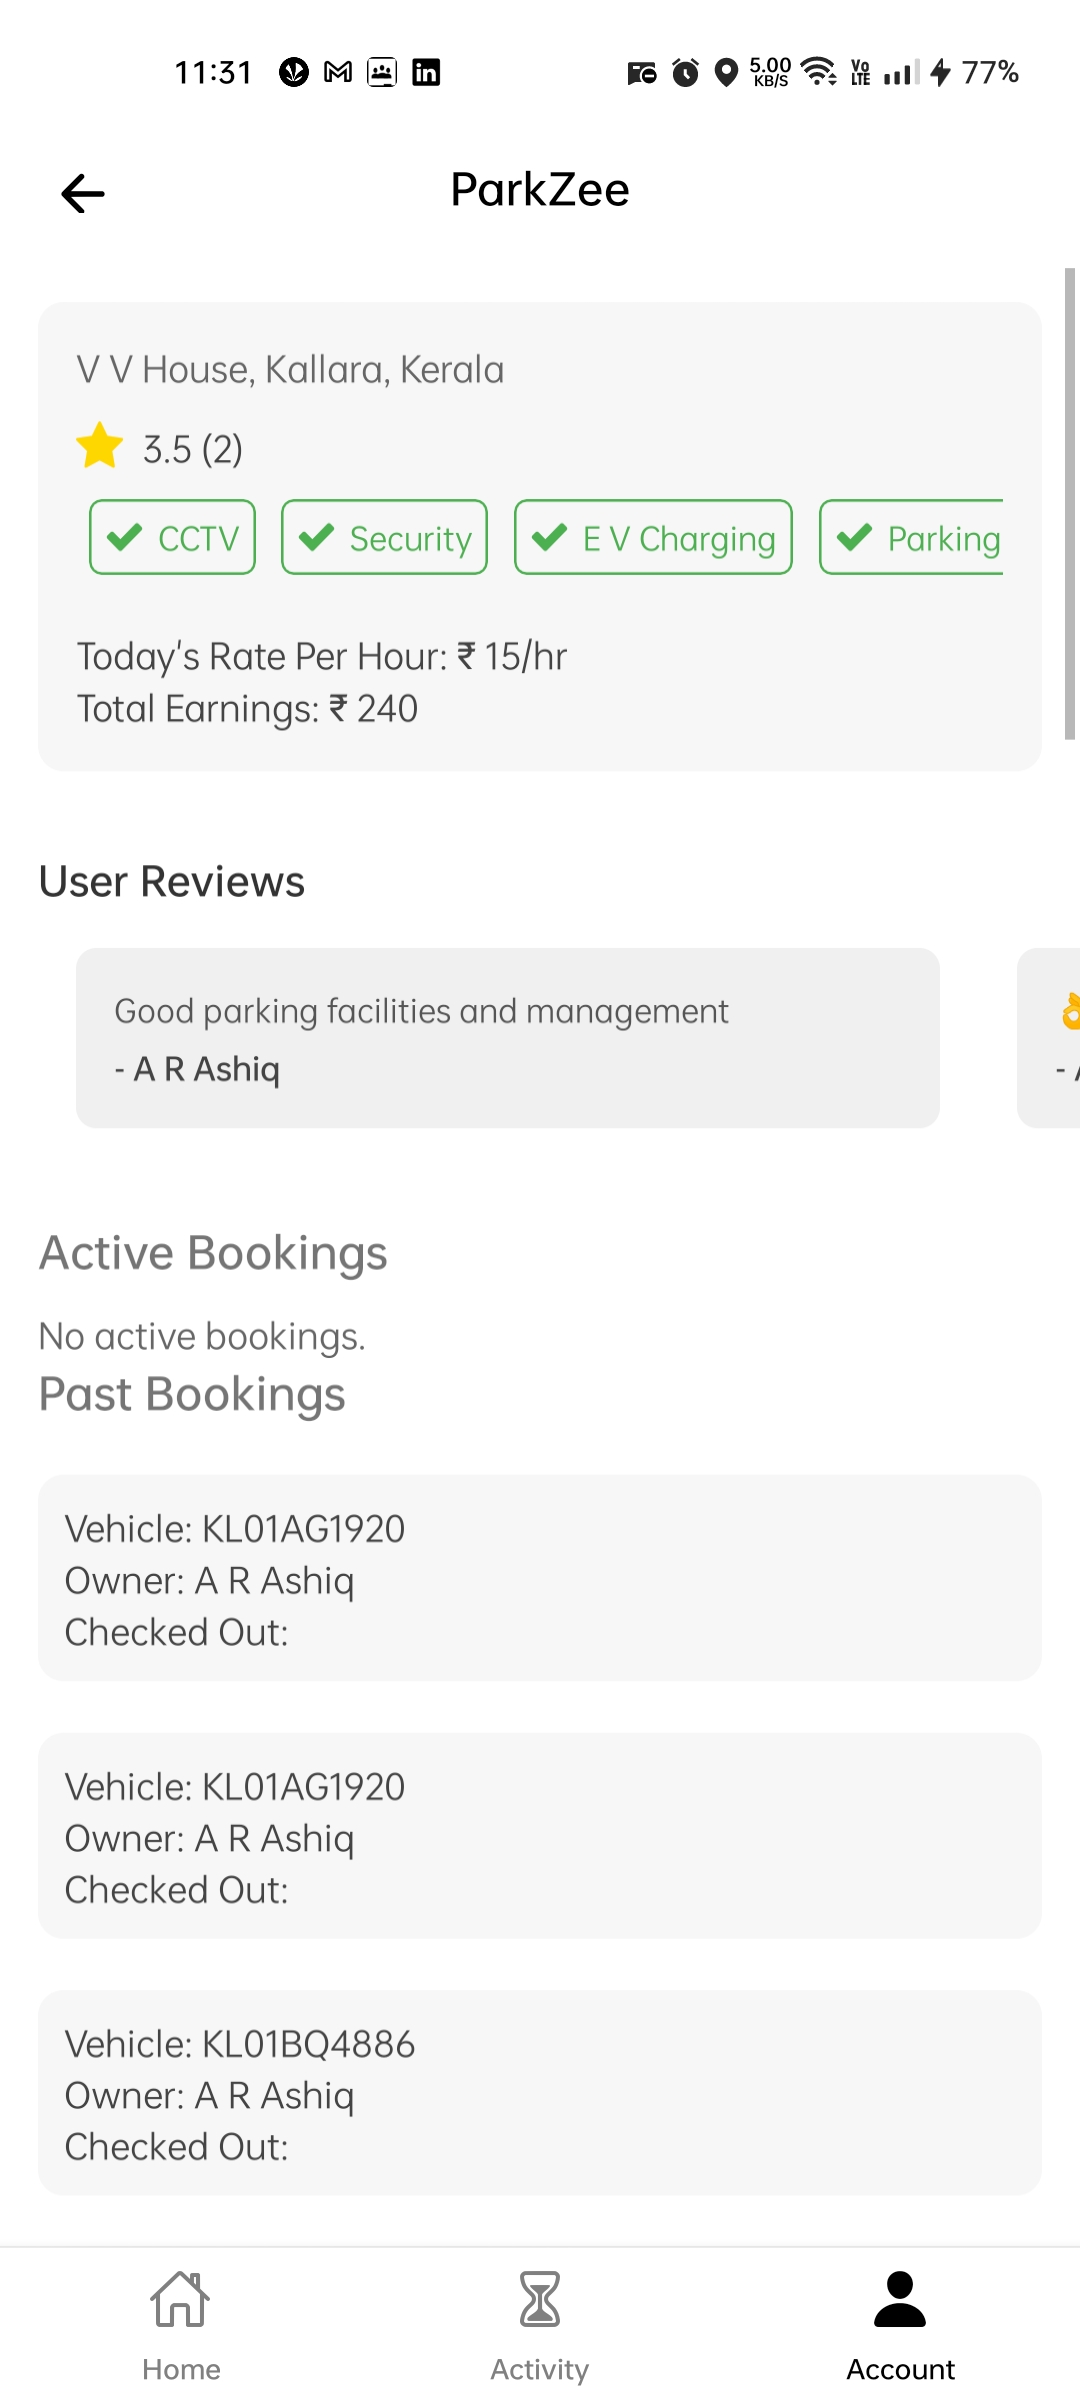 11:31 5.00 KB/S Vo LTE 77%
ParkZee
V V House, Kallara, Kerala
3.5 (2)
CCTV Security E V Charging Parking
Today's Rate Per Hour: ₹ 15/hr
Total Earnings: ₹ 240
User Reviews
Good parking facilities and management
- A R Ashiq
-
Active Bookings
No active bookings.
Past Bookings
Vehicle: KL01AG1920
Owner: A R Ashiq
Checked Out:
Vehicle: KL01AG1920
Owner: A R Ashiq
Checked Out:
Vehicle: KL01BQ4886
Owner: A R Ashiq
Checked Out:
Home Activity Account